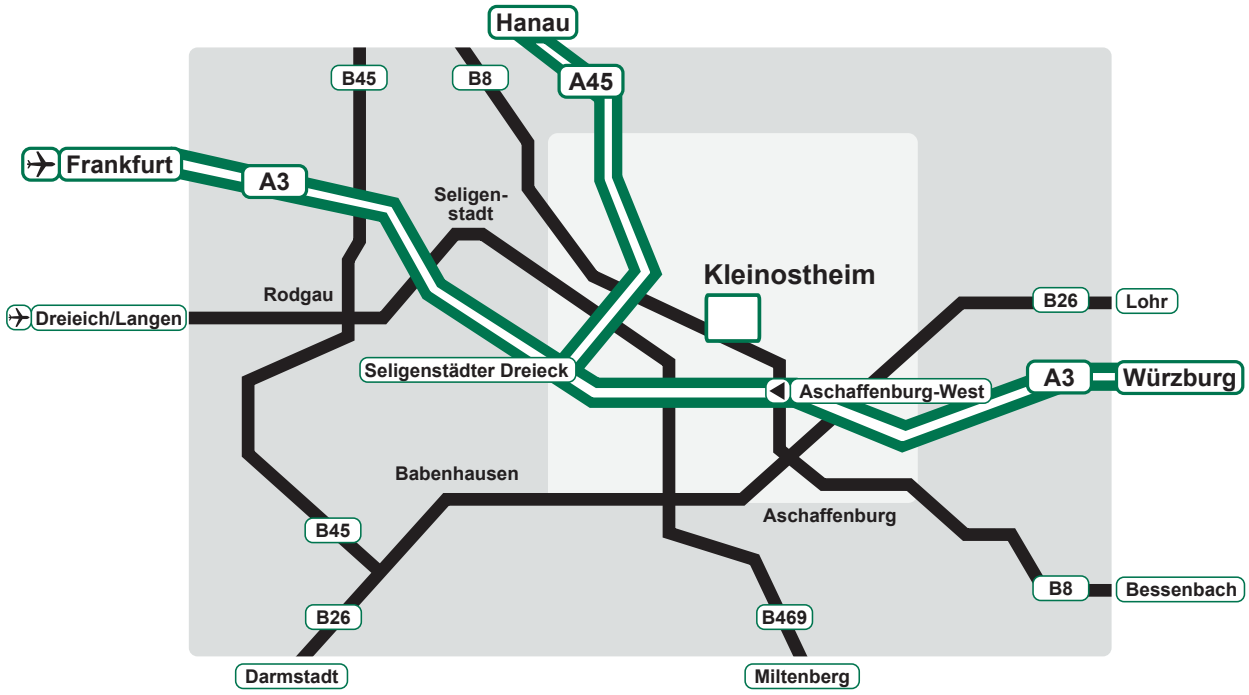 Hanau
B45
B8
A45
Frankfurt
A3
Seligen-
stadt
Kleinostheim
Rodgau
B26
Lohr
Dreieich/Langen
Seligenstädter Dreieck
Aschaffenburg-West
A3
Würzburg
Babenhausen
Aschaffenburg
B45
B26
B469
B8
Bessenbach
Darmstadt
Miltenberg